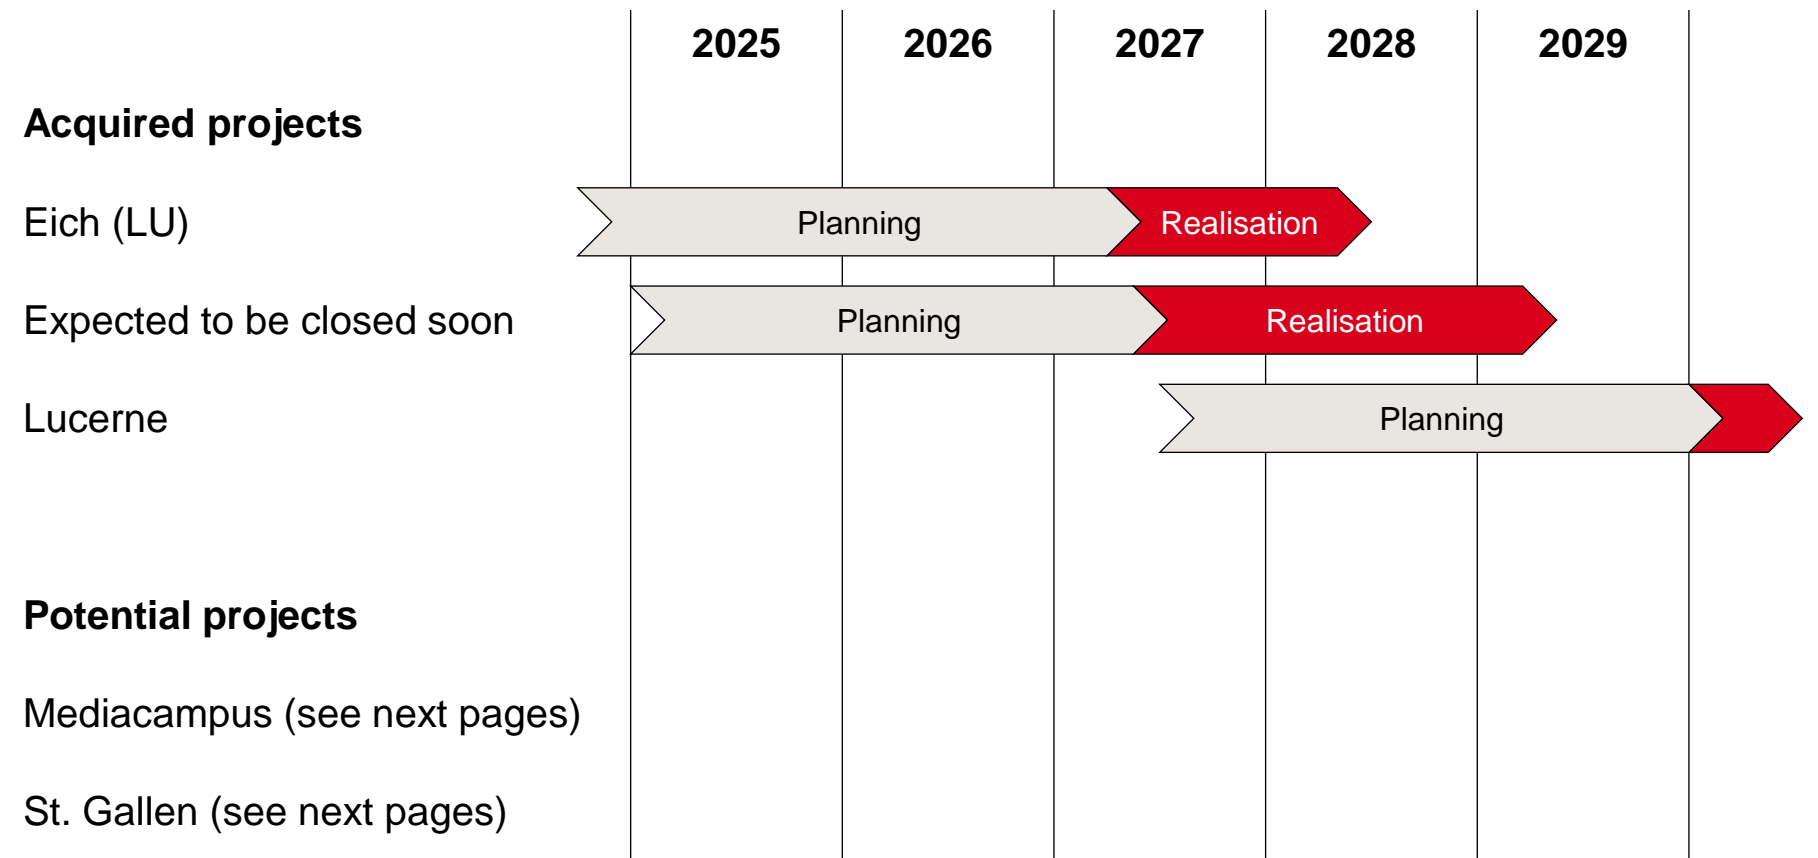 2025 2026 2027 2028 2029
Acquired projects
Eich (LU) Planning Realisation
Expected to be closed soon Planning Realisation
Lucerne Planning
Potential projects
Mediacampus (see next pages)
St. Gallen (see next pages)